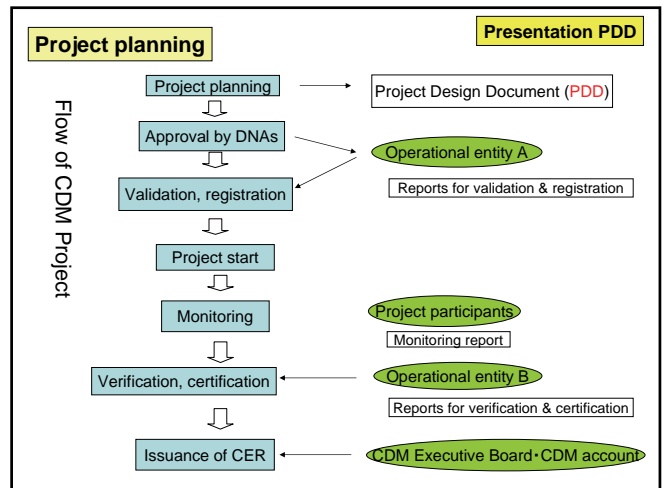 Project planning
Presentation PDD
Flow of CDM Project
Project planning
Project Design Document (PDD)
Approval by DNAs
Operational entity A
Validation, registration
Reports for validation & registration
Project start
Monitoring
Project participants
Monitoring report
Verification, certification
Operational entity B
Reports for verification & certification
Issuance of CER
CDM Executive Board・CDM account